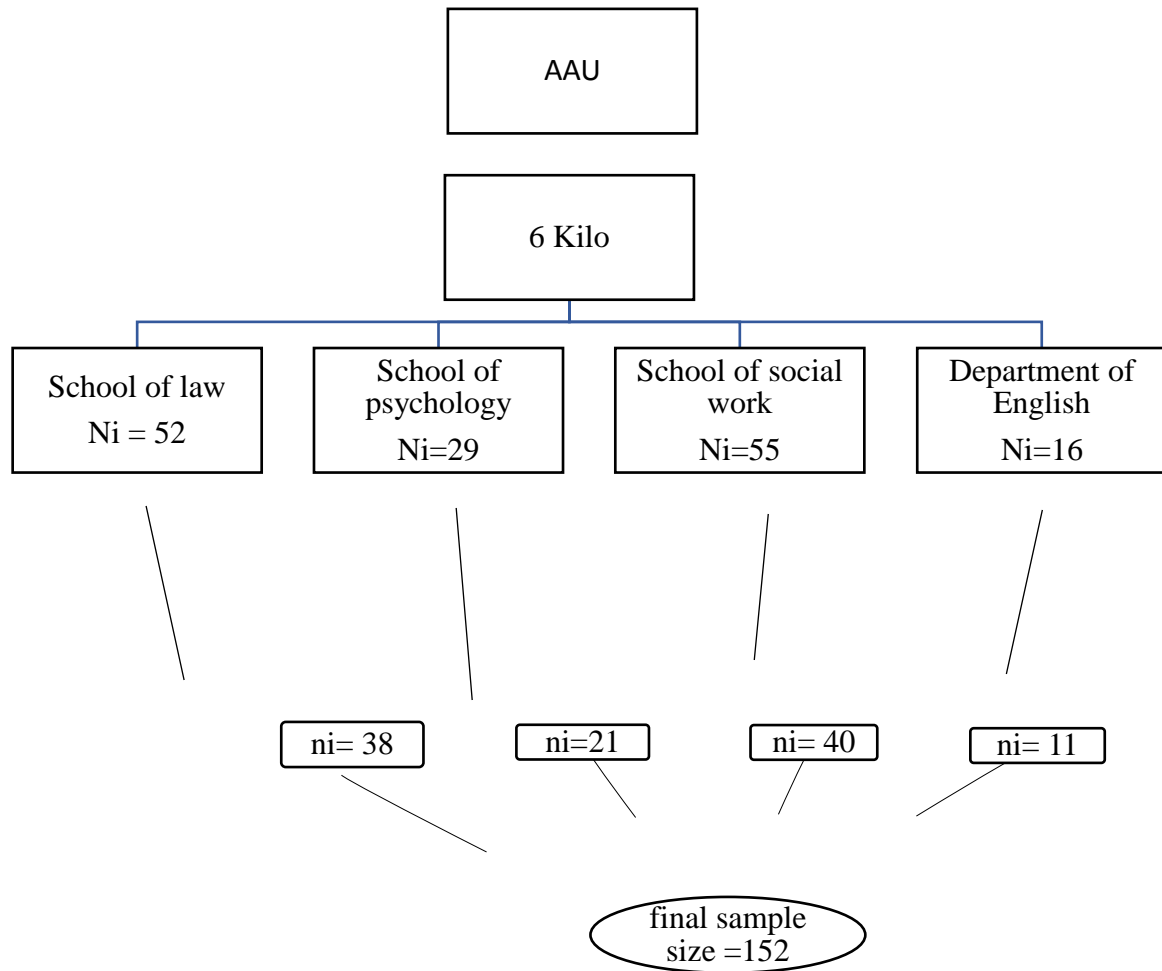 AAU
6 Kilo
School of law
Ni = 52
School of
psychology
Ni=29
School of social
work
Ni=55
Department of
English
Ni=16
ni= 38
ni=21
ni= 40
ni= 11
final sample
size =152